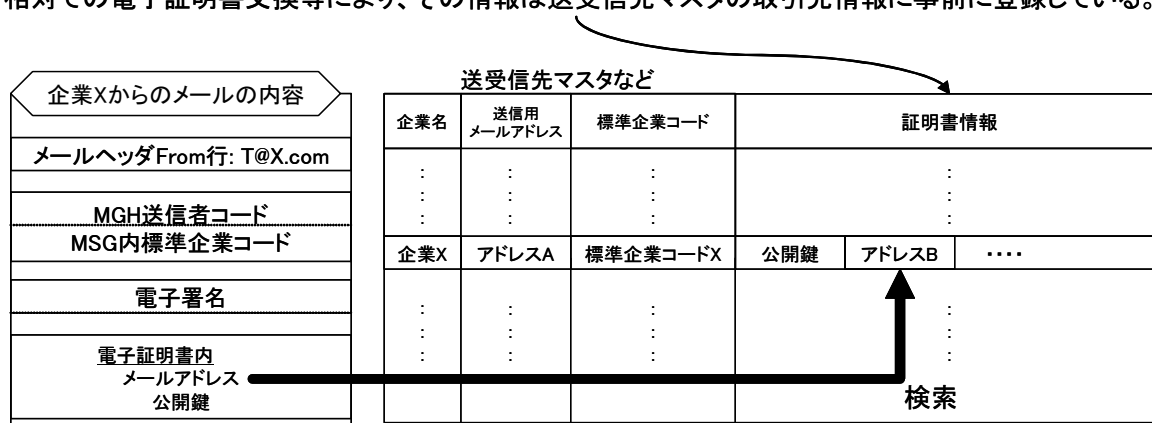 相対での電子証明書交換等により、その情報は送受信先マスタの取引先情報に事前に登録している。
企業Xからのメールの内容
メールヘッダFrom行: T@X.com
MGH送信者コード
MSG内標準企業コード
電子署名
電子証明書内
メールアドレス
公開鍵
送受信先マスタなど
企業名 送信用メールアドレス 標準企業コード 証明書情報
: : : :
: : : :
: : : :
企業X アドレスA 標準企業コードX 公開鍵 アドレスB ････
: : : :
: : : :
: : : :
検索